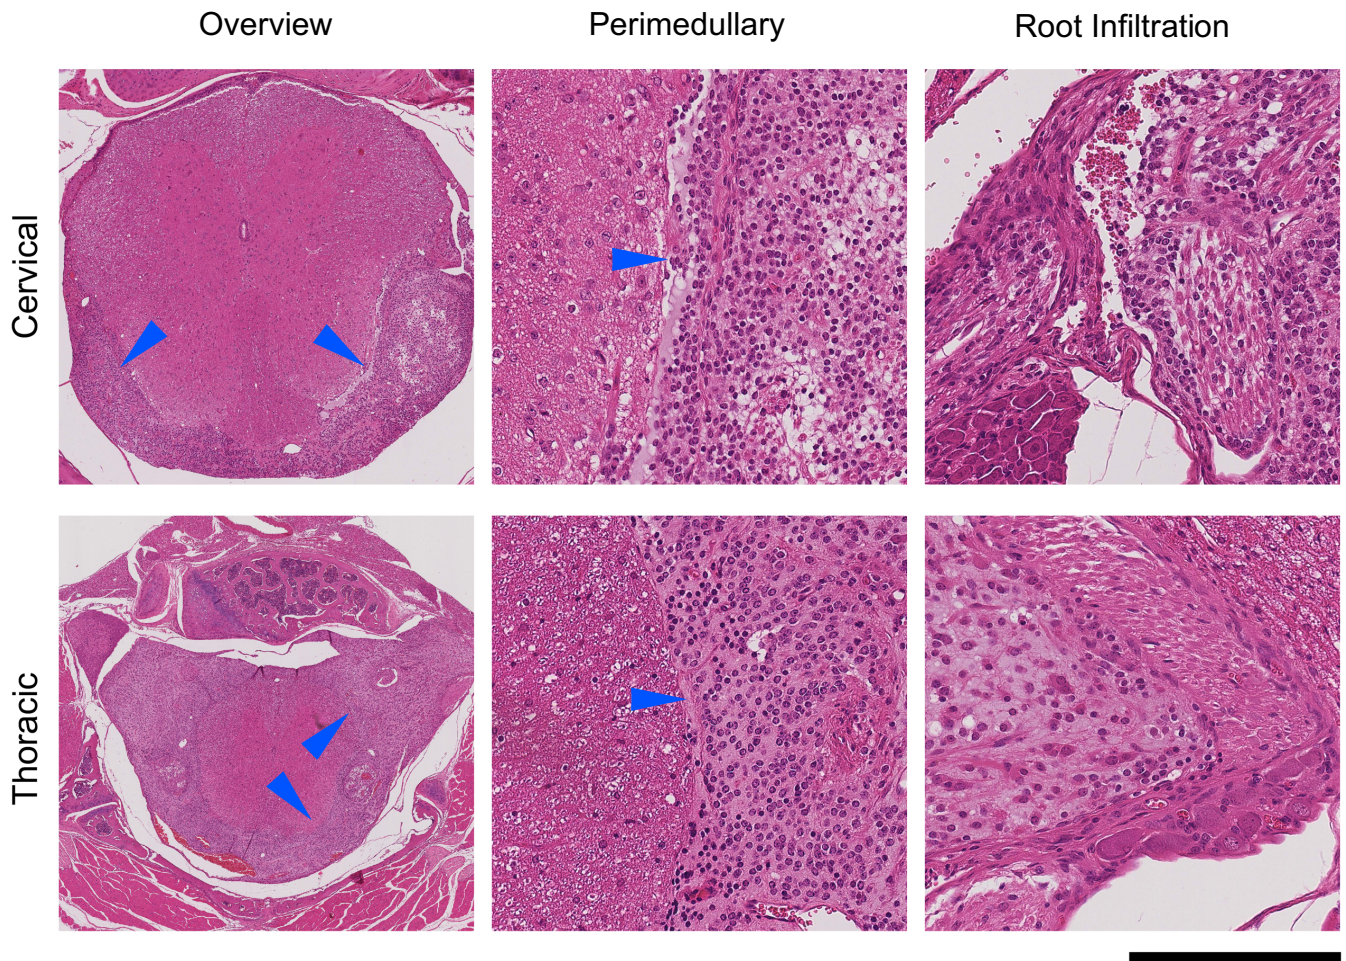 Overview
Perimedullary
Root Infiltration
Cervical
Thoracic